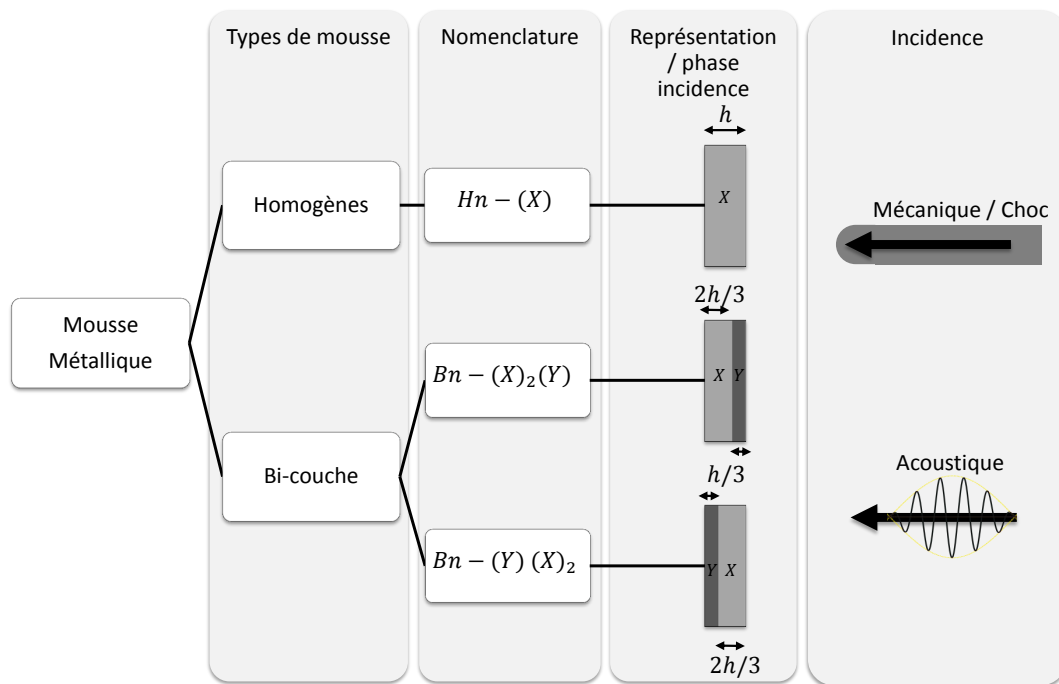 Types de mousse
Nomenclature
Représentation
/ phase
incidence
Incidence
h
Homogènes
Hn − (X)
X
Mécanique / Choc
2h/3
Mousse
Métallique
Bn − (X)₂(Y)
X Y
Bi-couche
h/3
Acoustique
Bn − (Y) (X)₂
Y X
2h/3